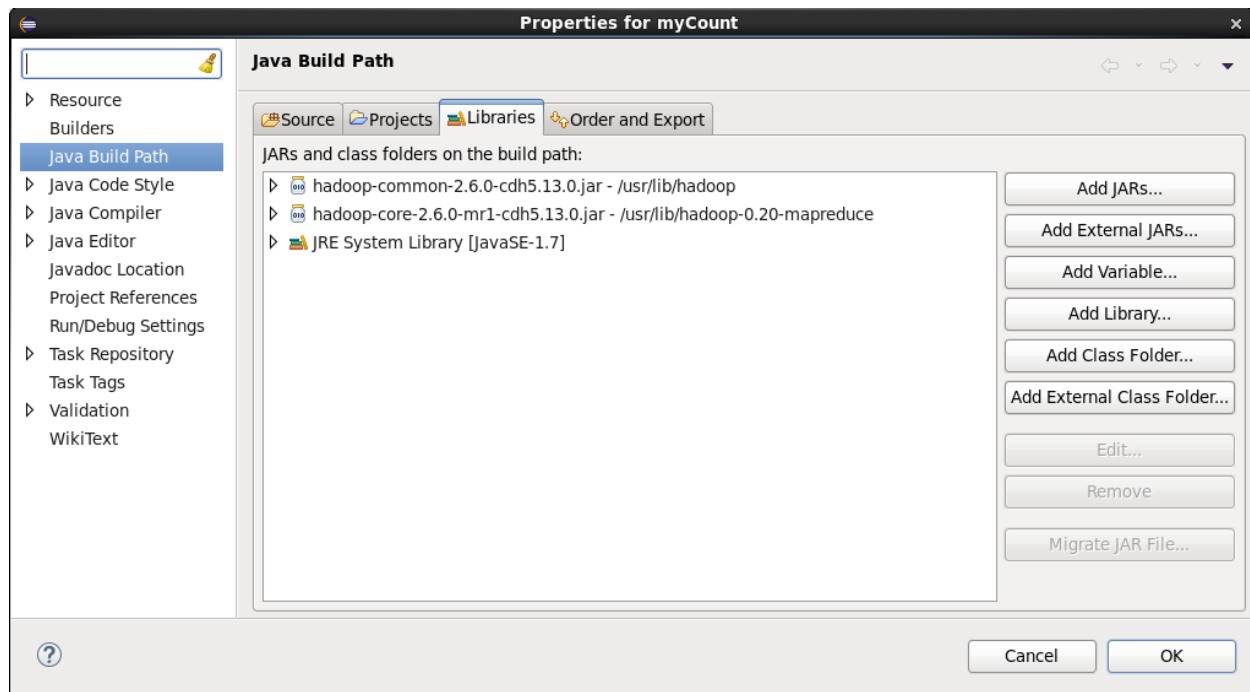 Properties for myCount
Java Build Path
Resource
Builders
Java Build Path
Java Code Style
Java Compiler
Java Editor
Javadoc Location
Project References
Run/Debug Settings
Task Repository
Task Tags
Validation
WikiText
Source Projects Libraries Order and Export
JARs and class folders on the build path:
hadoop-common-2.6.0-cdh5.13.0.jar - /usr/lib/hadoop
hadoop-core-2.6.0-mr1-cdh5.13.0.jar - /usr/lib/hadoop-0.20-mapreduce
JRE System Library [JavaSE-1.7]
Add JARs...
Add External JARs...
Add Variable...
Add Library...
Add Class Folder...
Add External Class Folder...
Edit...
Remove
Migrate JAR File...
Cancel OK